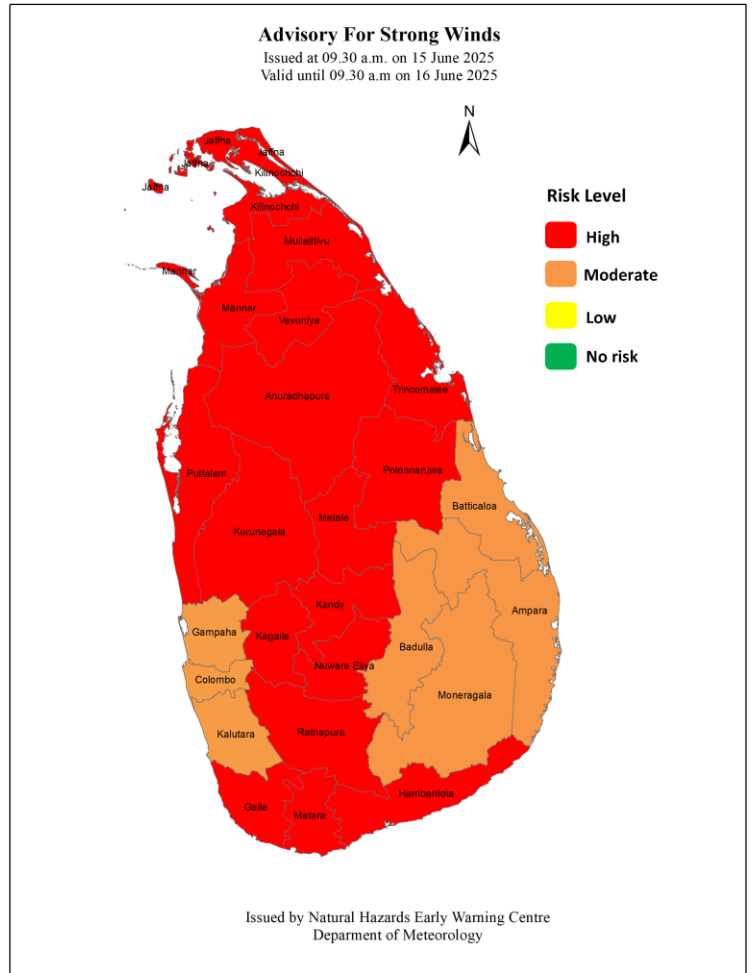 Advisory For Strong Winds
Issued at 09.30 a.m. on 15 June 2025
Valid until 09.30 a.m on 16 June 2025
N
Jaffna
Jaffna
Jaffna
Kilinochchi
Jaffna
Kilinochchi
Mullaittivu
Mannar
Mannar
Vavuniya
Anuradhapura
Trincomalee
Puttalam
Polonnaruwa
Batticaloa
Matale
Kurunegala
Kandy
Ampara
Gampaha
Kegalle
Badulla
Nuwara Eliya
Colombo
Moneragala
Kalutara
Ratnapura
Hambantota
Galle
Matara
Risk Level
High
Moderate
Low
No risk
Issued by Natural Hazards Early Warning Centre
Deparment of Meteorology